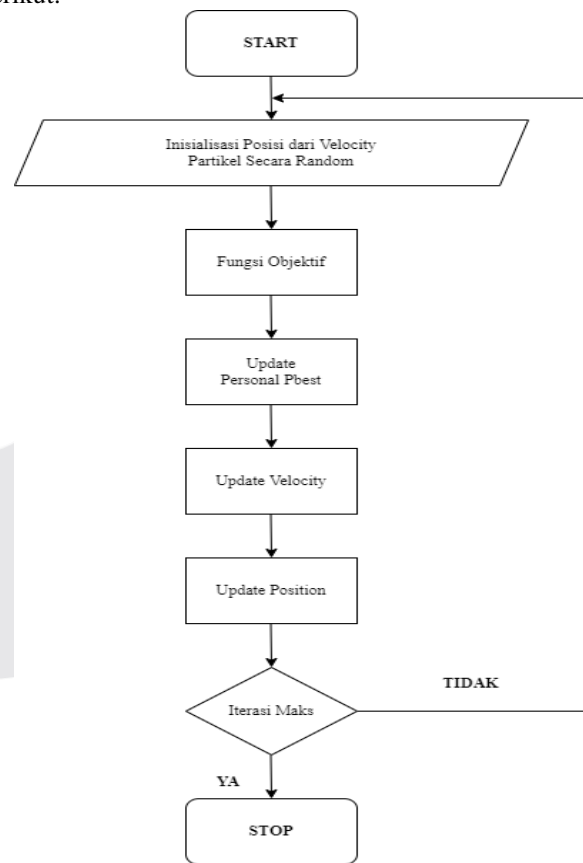 START
Inisialisasi Posisi dari Velocity
Partikel Secara Random
Fungsi Objektif
Update
Personal Pbest
Update Velocity
Update Position
Iterasi Maks
TIDAK
YA
STOP